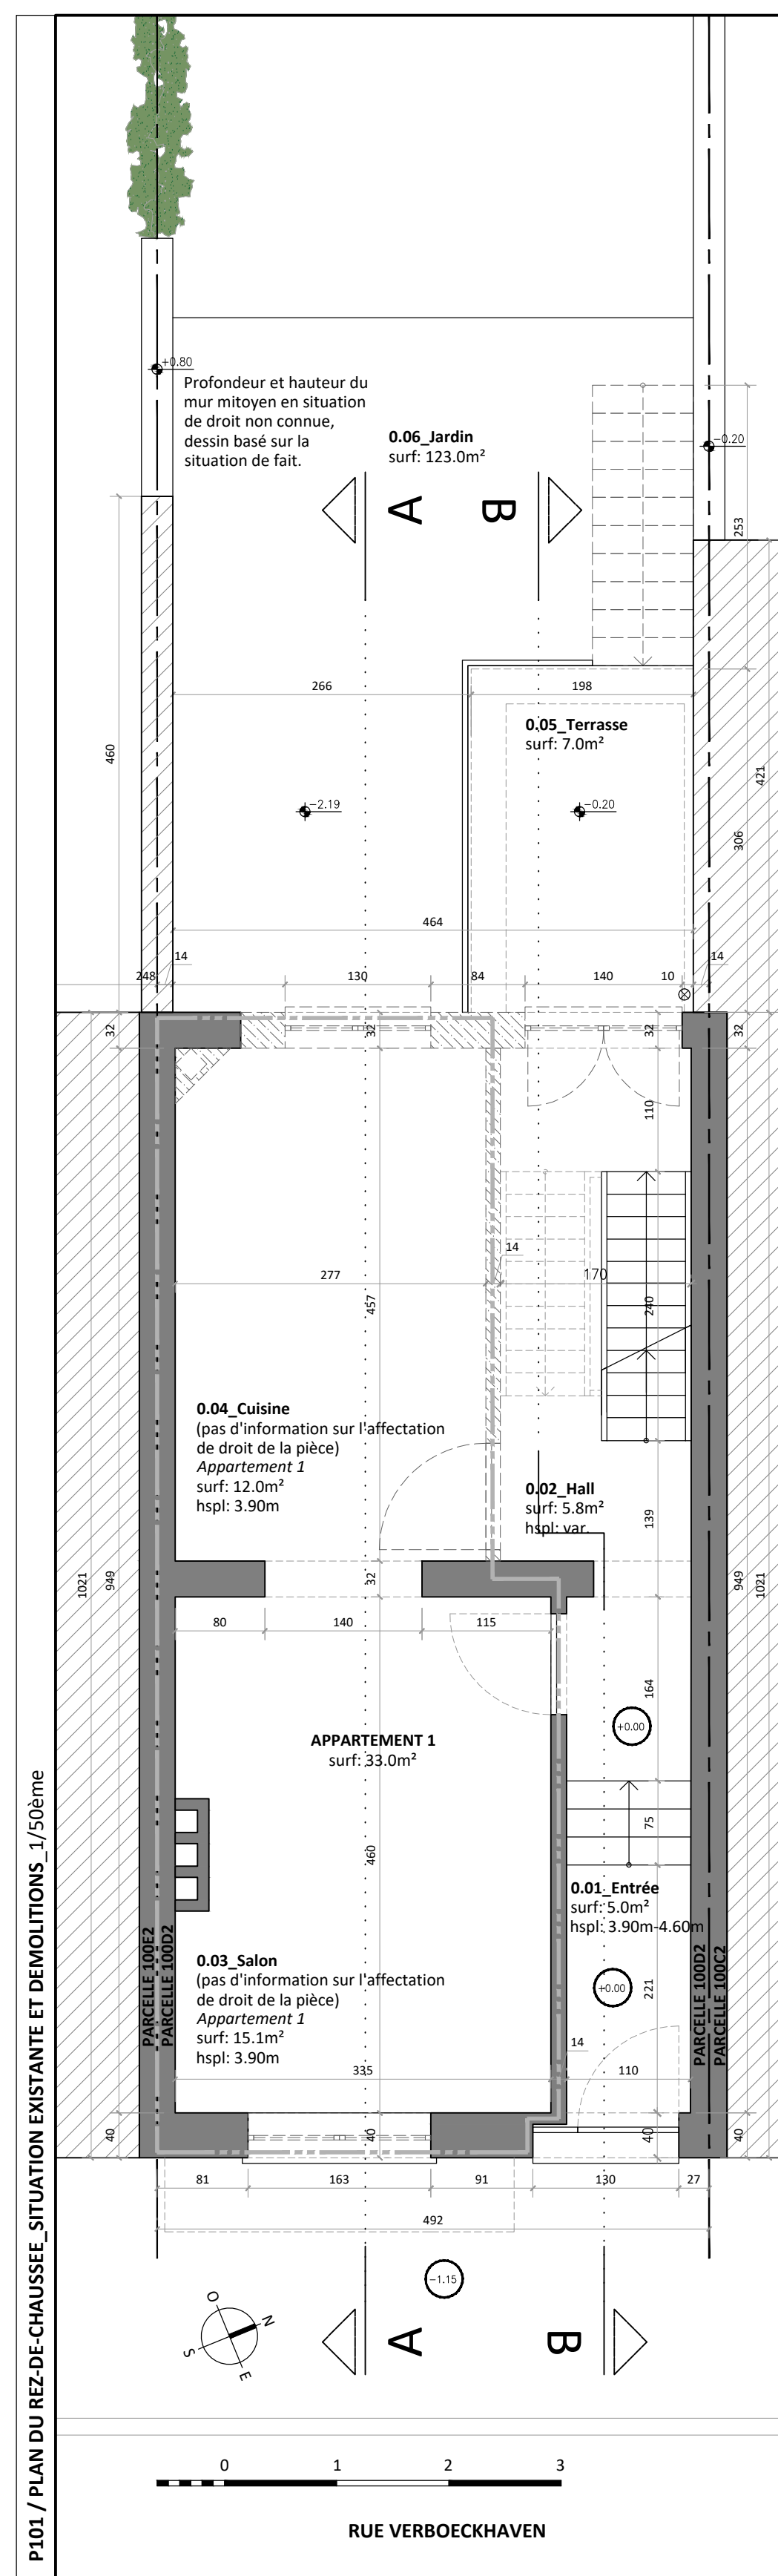 +0.80
Profondeur et hauteur du
mur mitoyen en situation
de droit non connue,
dessin basé sur la
situation de fait.
0.06_Jardin
surf: 123.0m²
-0.20
A
B
253
266
198
0.05_Terrasse
surf: 7.0m²
460
421
-2.19
-0.20
306
464
14
14
248
130
84
140
10
32
32
32
32
110
14
277
170
457
240
0.04_Cuisine
(pas d'information sur l'affectation
de droit de la pièce)
Appartement 1
surf: 12.0m²
hspl: 3.90m
0.02_Hall
surf: 5.8m²
hspl: var.
139
1021
949
32
949
1021
80
140
115
164
+0.00
APPARTEMENT 1
surf: 33.0m²
75
460
0.01_Entrée
surf: 5.0m²
hspl: 3.90m-4.60m
PARCELLE 100E2
PARCELLE 100D2
PARCELLE 100D2
PARCELLE 100C2
0.03_Salon
(pas d'information sur l'affectation
de droit de la pièce)
Appartement 1
surf: 15.1m²
hspl: 3.90m
+0.00
221
14
335
110
40
40
40
40
81
163
91
130
27
492
-1.15
O
N
S
E
A
B
0
1
2
3
RUE VERBOECKHAVEN
P101 / PLAN DU REZ-DE-CHAUSSEE_SITUATION EXISTANTE ET DEMOLITIONS_1/50ème